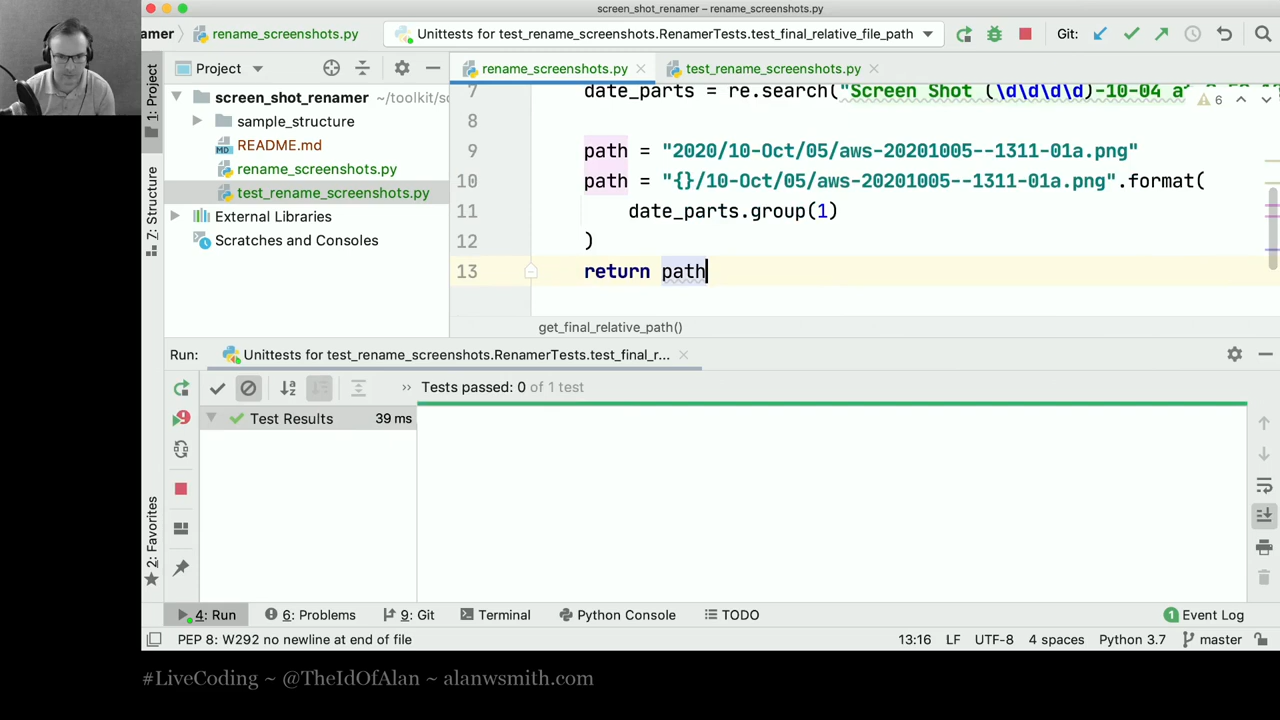 screen_shot_renamer – rename_screenshots.py
amer rename_screenshots.py Unittests for test_rename_screenshots.RenamerTests.test_final_relative_file_path Git:
Project rename_screenshots.py test_rename_screenshots.py
1: Project
Z: Structure
2: Favorites
screen_shot_renamer ~/toolkit/sc
sample_structure
README.md
rename_screenshots.py
test_rename_screenshots.py
External Libraries
Scratches and Consoles
7 date_parts = re.search("Screen Shot (\d\d\d\d)-10-04 a
6
8
9 path = "2020/10-Oct/05/aws-20201005--1311-01a.png"
10 path = "{}/10-Oct/05/aws-20201005--1311-01a.png".format(
11 date_parts.group(1)
12 )
13 return path
get_final_relative_path()
Run: Unittests for test_rename_screenshots.RenamerTests.test_final_r...
Tests passed: 0 of 1 test
Test Results 39 ms
4: Run 6: Problems 9: Git Terminal Python Console TODO 1 Event Log
PEP 8: W292 no newline at end of file 13:16 LF UTF-8 4 spaces Python 3.7 master
#LiveCoding ~ @TheIdOfAlan ~ alanwsmith.com